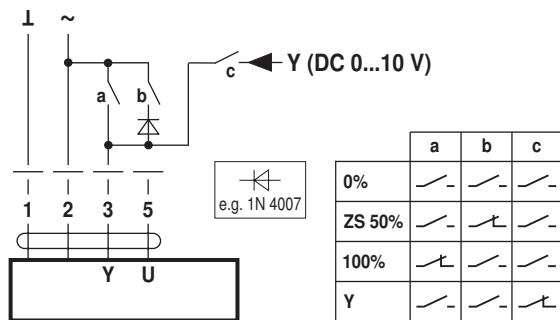 ⊥ ~
a b c Y (DC 0...10 V)
1 2 3 5
Y U
e.g. 1N 4007
a b c
0%
ZS 50%
100%
Y